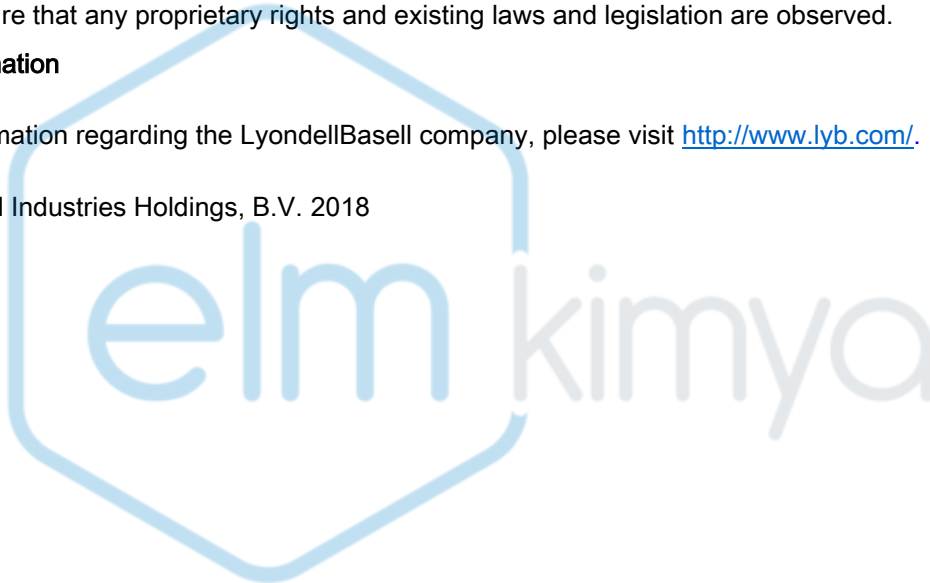 re that any proprietary rights and existing laws and legislation are observed.
ation
mation regarding the LyondellBasell company, please visit http://www.lyb.com/.
l Industries Holdings, B.V. 2018
elm kimya